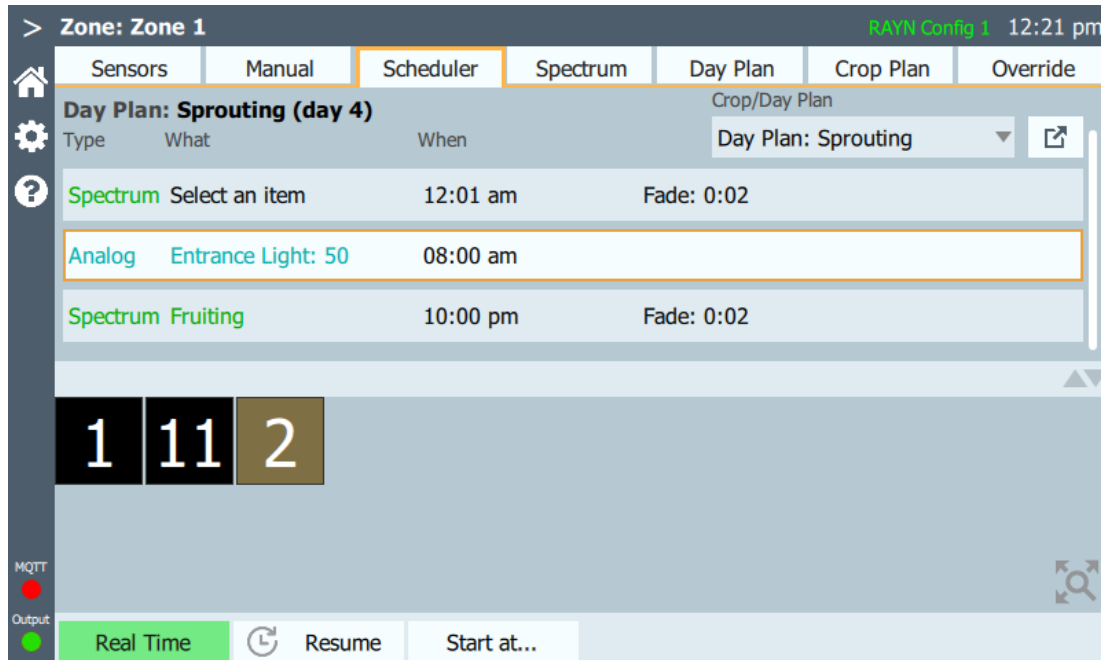 > Zone: Zone 1 RAYN Config 1 12:21 pm
Sensors Manual Scheduler Spectrum Day Plan Crop Plan Override
Day Plan: Sprouting (day 4) Crop/Day Plan
Type What When Day Plan: Sprouting
Spectrum Select an item 12:01 am Fade: 0:02
Analog Entrance Light: 50 08:00 am
Spectrum Fruiting 10:00 pm Fade: 0:02
1 11 2
MQTT
Output
Real Time Resume Start at...